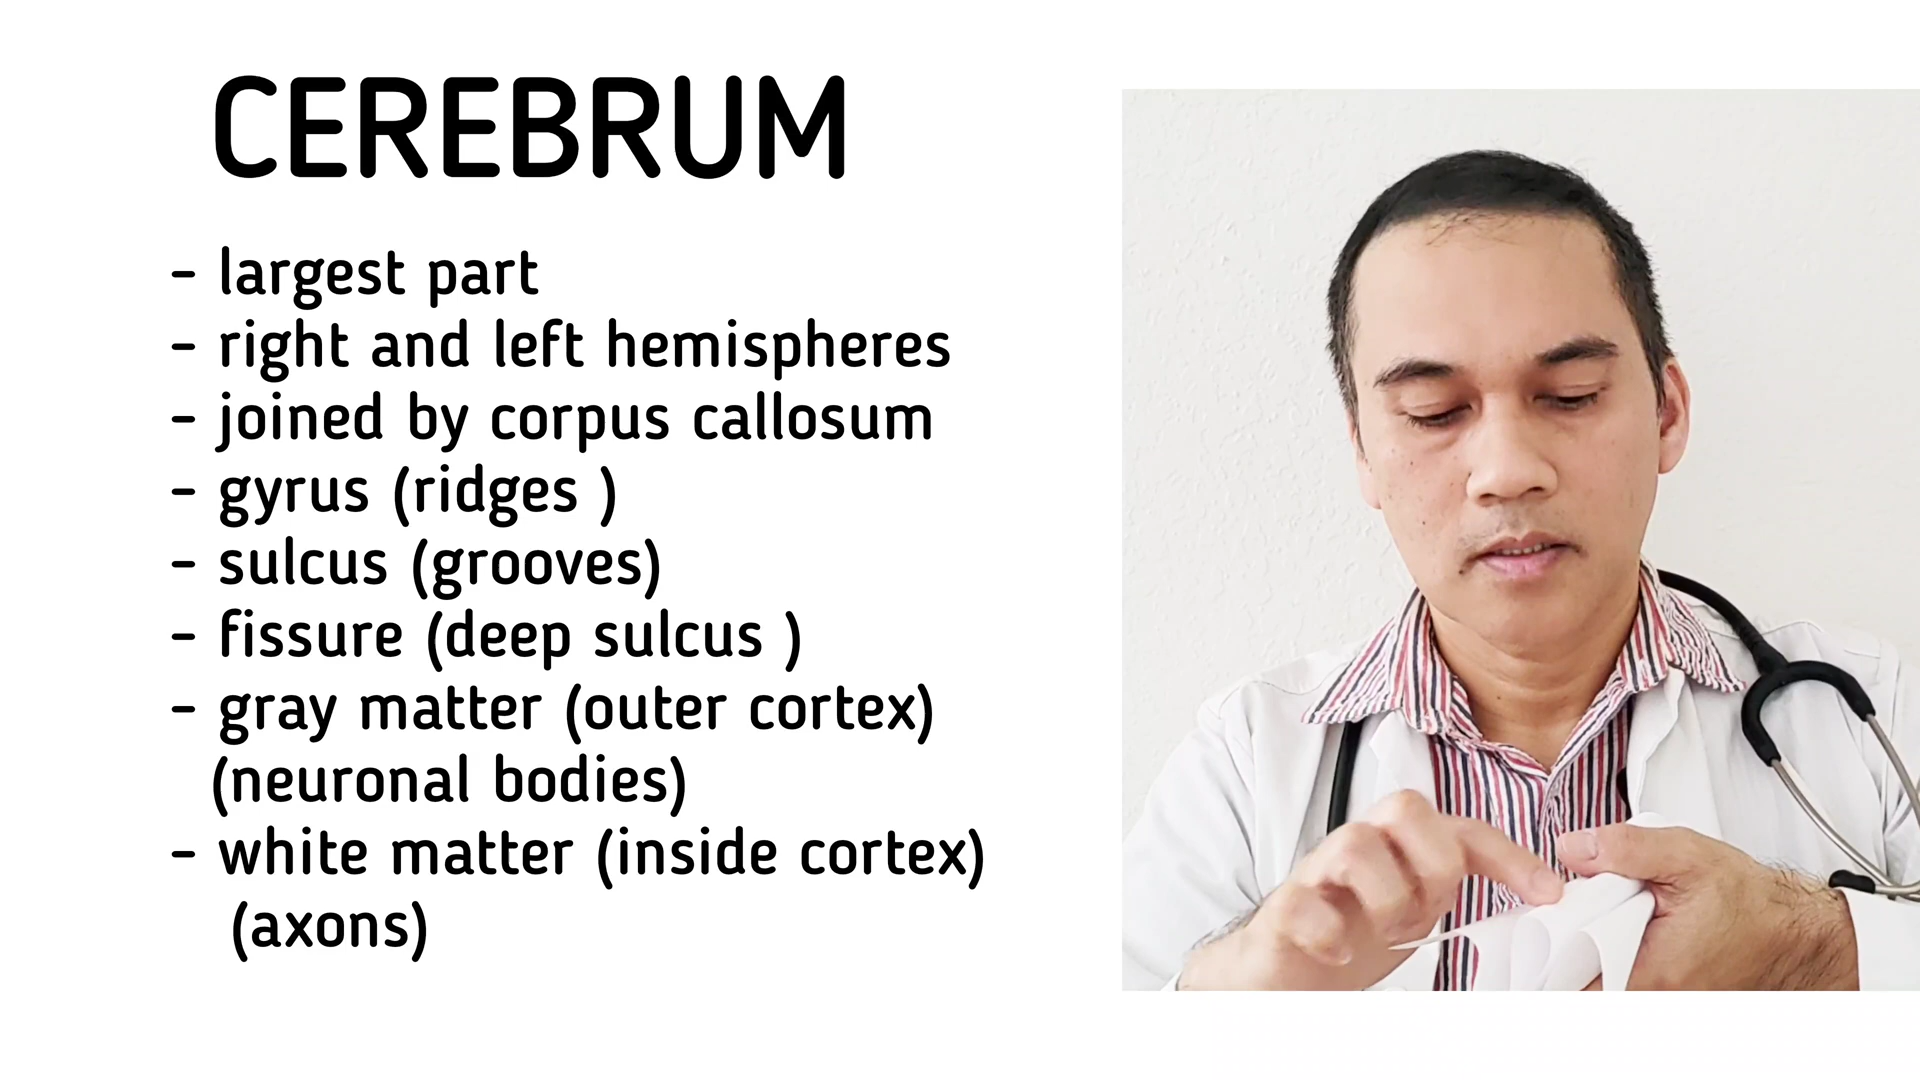 CEREBRUM
- largest part
- right and left hemispheres
- joined by corpus callosum
- gyrus (ridges )
- sulcus (grooves)
- fissure (deep sulcus )
- gray matter (outer cortex)
(neuronal bodies)
- white matter (inside cortex)
(axons)